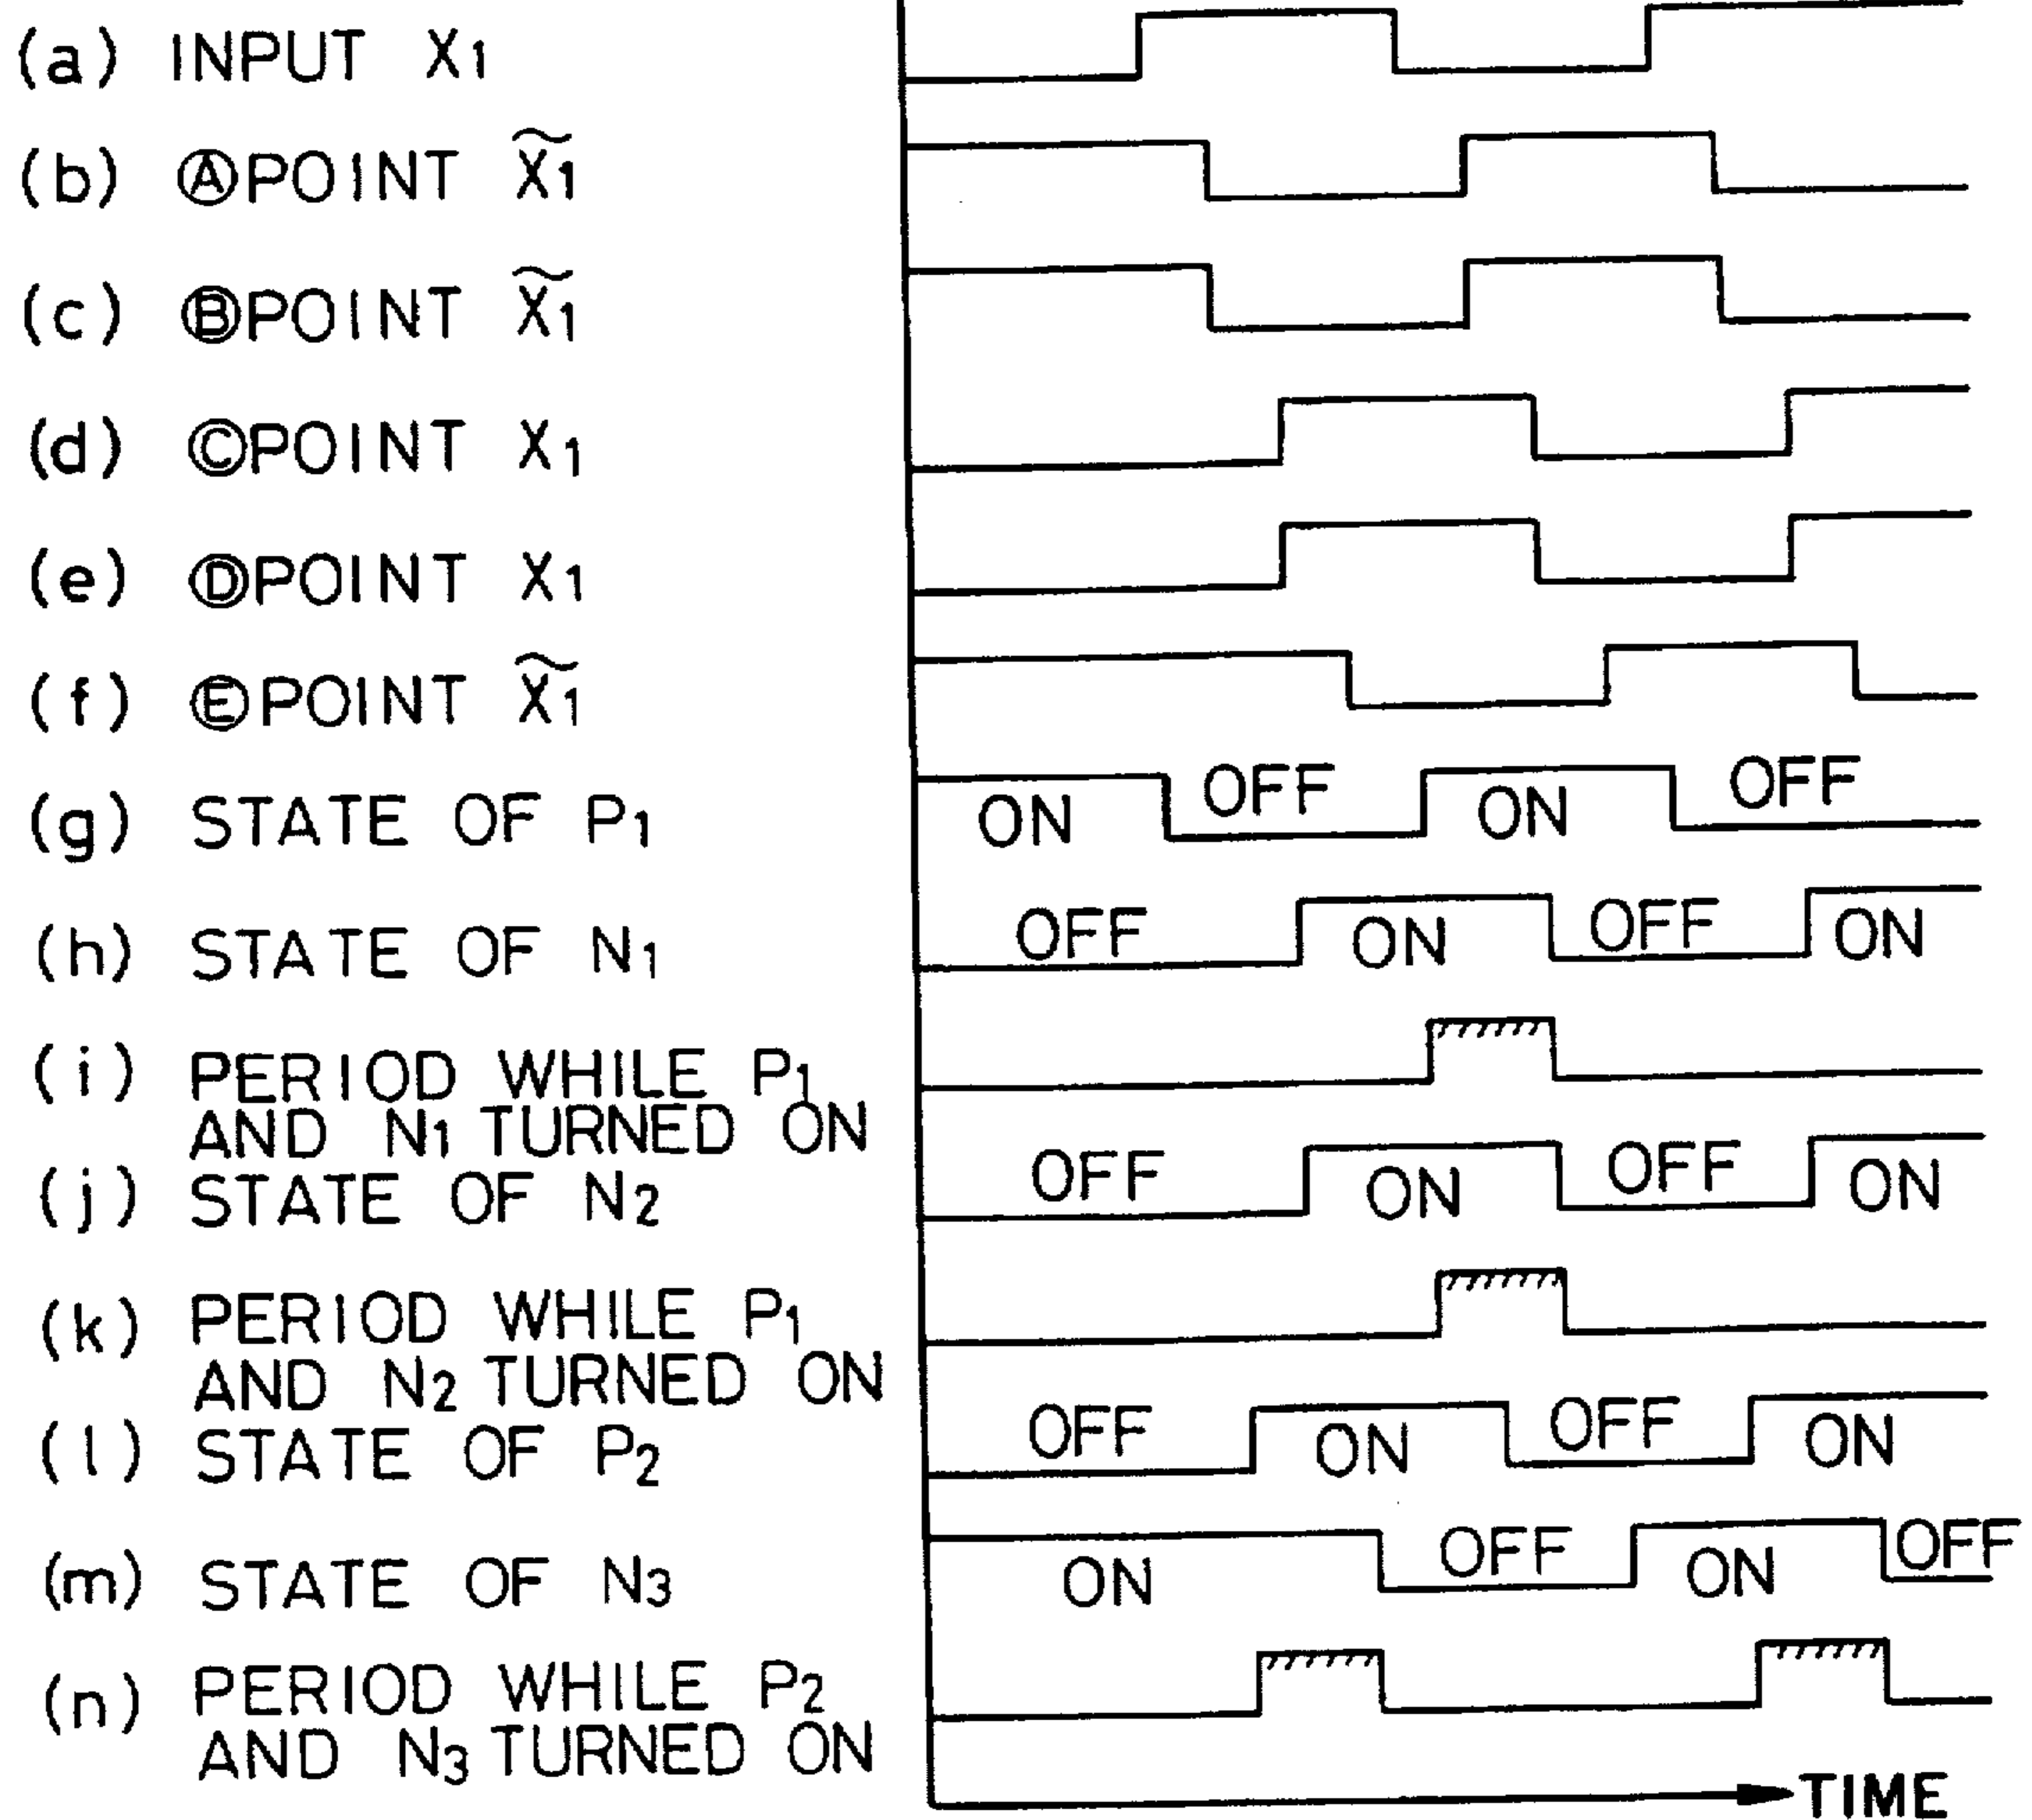 (a) INPUT X1
(b) ⒶPOINT X̃1
(c) ⒷPOINT X̃1
(d) ⒸPOINT X1
(e) ⒹPOINT X1
(f) ⒺPOINT X̃1
(g) STATE OF P1 ON OFF ON OFF
(h) STATE OF N1 OFF ON OFF ON
(i) PERIOD WHILE P1
AND N1 TURNED ON
(j) STATE OF N2 OFF ON OFF ON
(k) PERIOD WHILE P1
AND N2 TURNED ON
(l) STATE OF P2 OFF ON OFF ON
(m) STATE OF N3 ON OFF ON OFF
(n) PERIOD WHILE P2
AND N3 TURNED ON
TIME